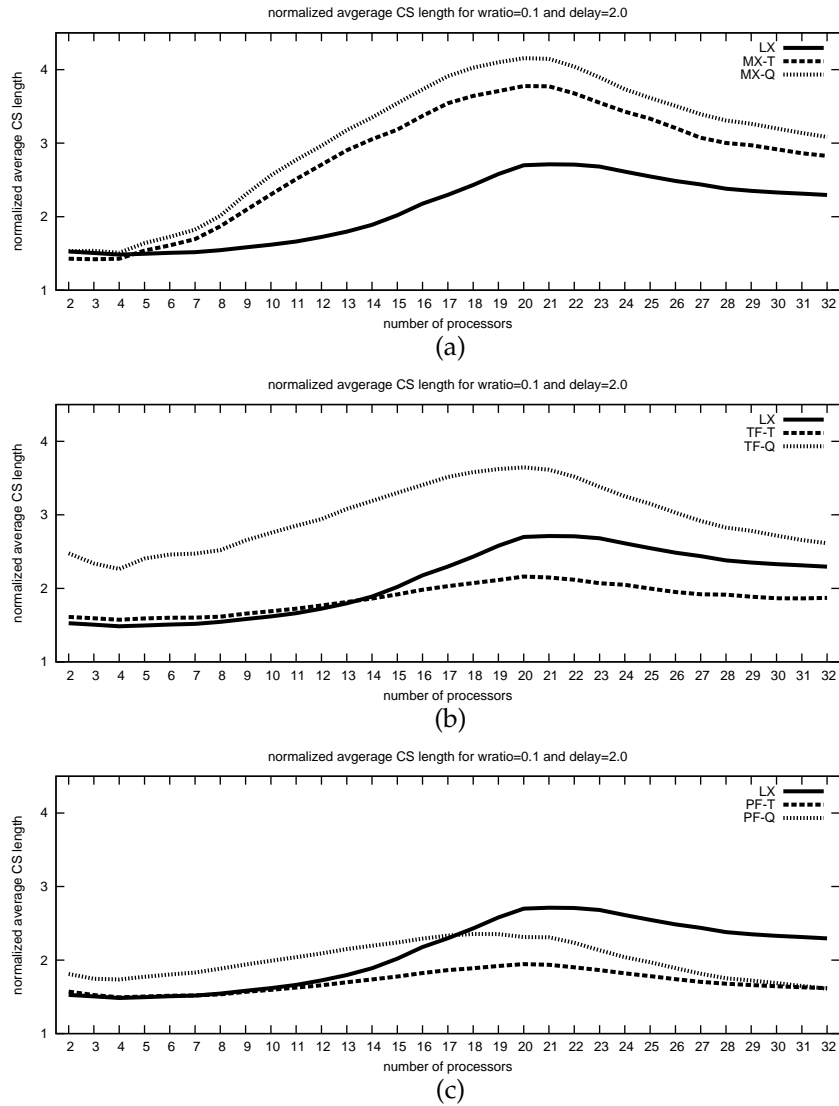 normalized avgerage CS length for wratio=0.1 and delay=2.0
LX
MX-T
MX-Q
4
3
2
1
normalized average CS length
2 3 4 5 6 7 8 9 10 11 12 13 14 15 16 17 18 19 20 21 22 23 24 25 26 27 28 29 30 31 32
number of processors
(a)
normalized avgerage CS length for wratio=0.1 and delay=2.0
LX
TF-T
TF-Q
4
3
2
1
normalized average CS length
2 3 4 5 6 7 8 9 10 11 12 13 14 15 16 17 18 19 20 21 22 23 24 25 26 27 28 29 30 31 32
number of processors
(b)
normalized avgerage CS length for wratio=0.1 and delay=2.0
LX
PF-T
PF-Q
4
3
2
1
normalized average CS length
2 3 4 5 6 7 8 9 10 11 12 13 14 15 16 17 18 19 20 21 22 23 24 25 26 27 28 29 30 31 32
number of processors
(c)